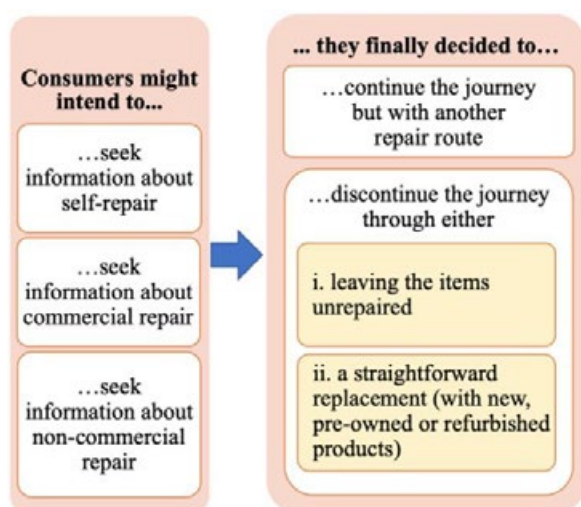 Consumers might
intend to...
…seek
information about
self-repair
…seek
information about
commercial repair
…seek
information about
non-commercial
repair
... they finally decided to…
…continue the journey
but with another
repair route
…discontinue the journey
through either
i. leaving the items
unrepaired
ii. a straightforward
replacement (with new,
pre-owned or refurbished
products)